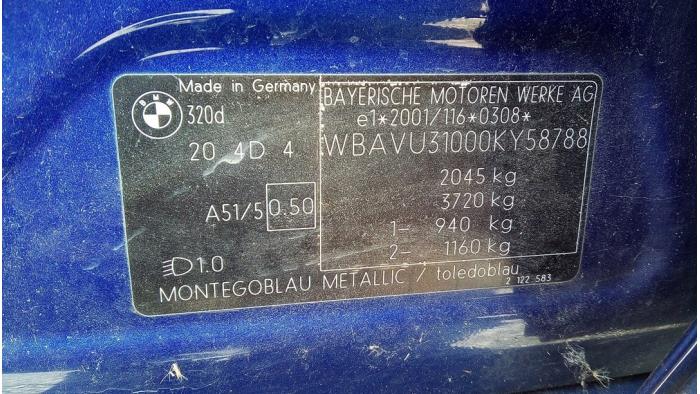 Made in Germany
BMW
320d
20 4D 4
A51/5 0.50
1.0
BAYERISCHE MOTOREN WERKE AG
e1*2001/116*0308*
WBAVU31000KY58788
2045 kg
3720 kg
1- 940 kg
2- 1160 kg
MONTEGOBLAU METALLIC / toledoblau
2 122 583